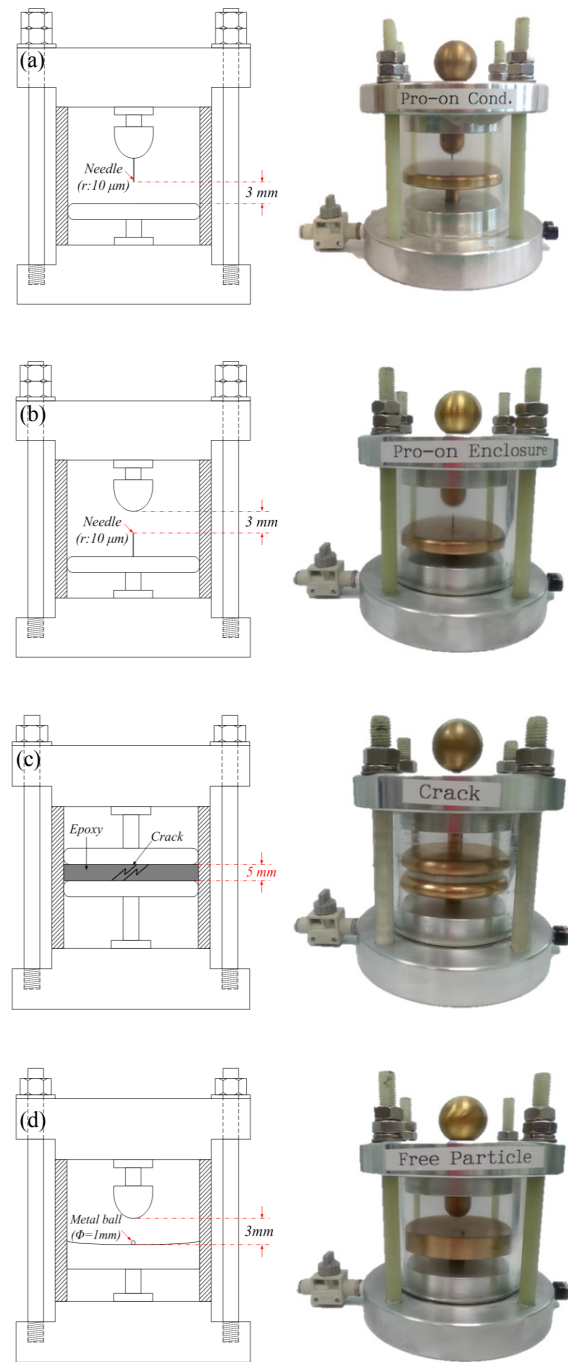 (a)
Pro-on Cond.
Needle
(r:10 μm)
3 mm
(b)
Pro-on Enclosure
Needle
(r:10 μm)
3 mm
(c)
Crack
Epoxy
Crack
5 mm
(d)
Free Particle
Metal ball
(Φ=1mm)
3mm